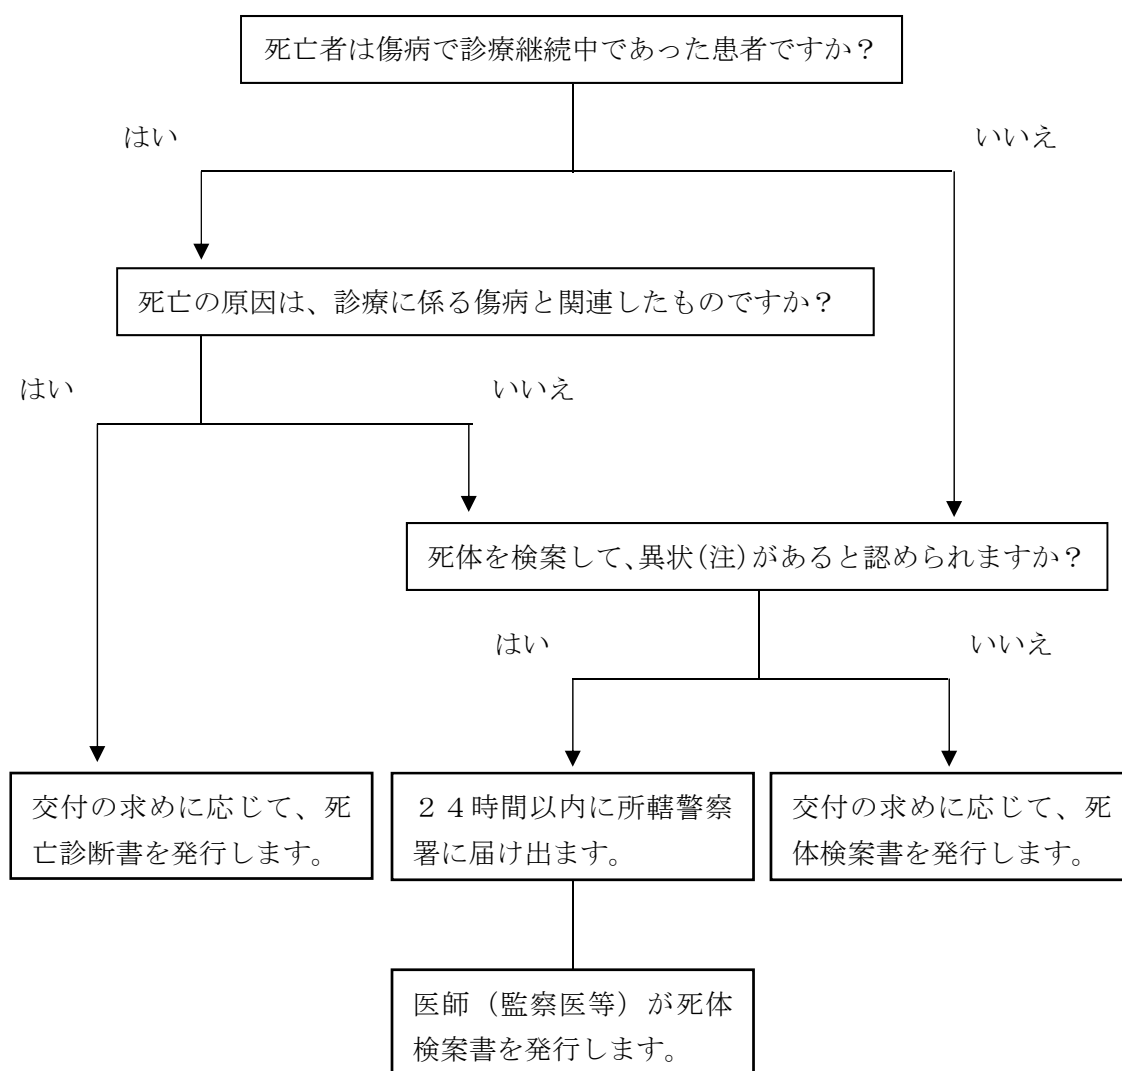 死亡者は傷病で診療継続中であった患者ですか？
はい
いいえ
死亡の原因は、診療に係る傷病と関連したものですか？
はい
いいえ
死体を検案して、異状(注)があると認められますか？
はい
いいえ
交付の求めに応じて、死
亡診断書を発行します。
２４時間以内に所轄警察
署に届け出ます。
交付の求めに応じて、死
体検案書を発行します。
医師（監察医等）が死体
検案書を発行します。